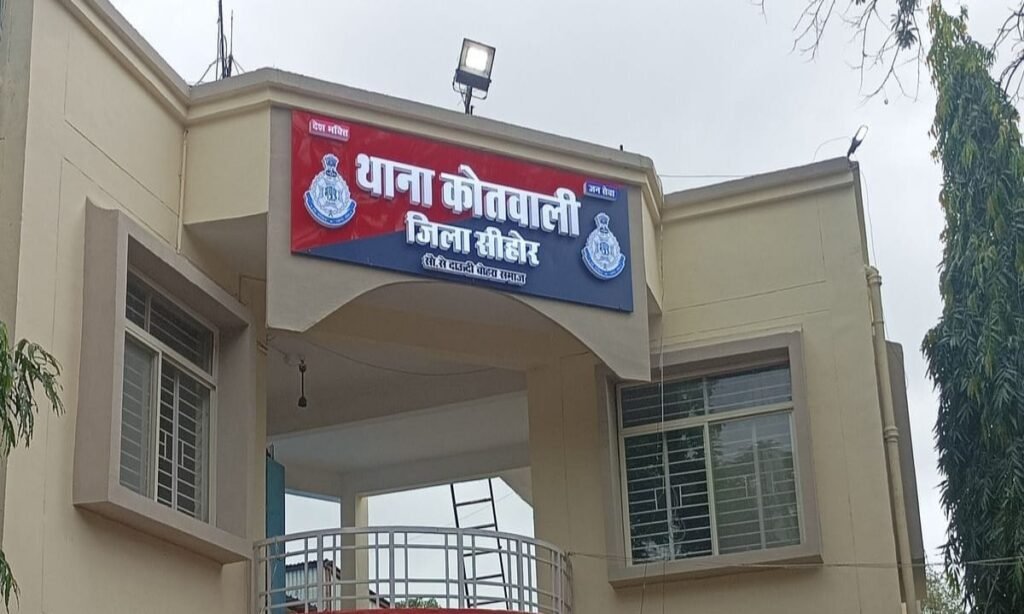 देश भक्ति
जन सेवा
थाना कोतवाली
जिला सीहोर
सौ.से दाऊदी बोहरा समाज